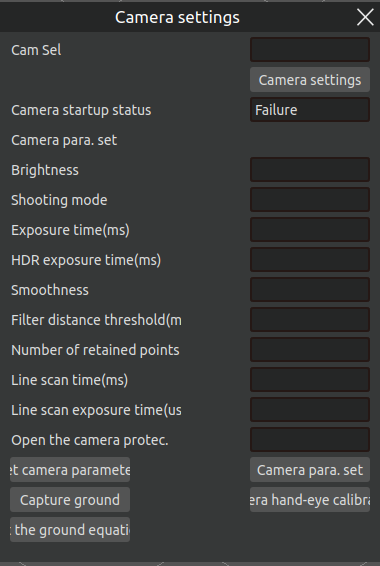 Camera settings
Cam Sel
Camera settings
Camera startup status Failure
Camera para. set
Brightness
Shooting mode
Exposure time(ms)
HDR exposure time(ms)
Smoothness
Filter distance threshold(m
Number of retained points
Line scan time(ms)
Line scan exposure time(us
Open the camera protec.
et camera paramete Camera para. set
Capture ground era hand-eye calibra
the ground equati